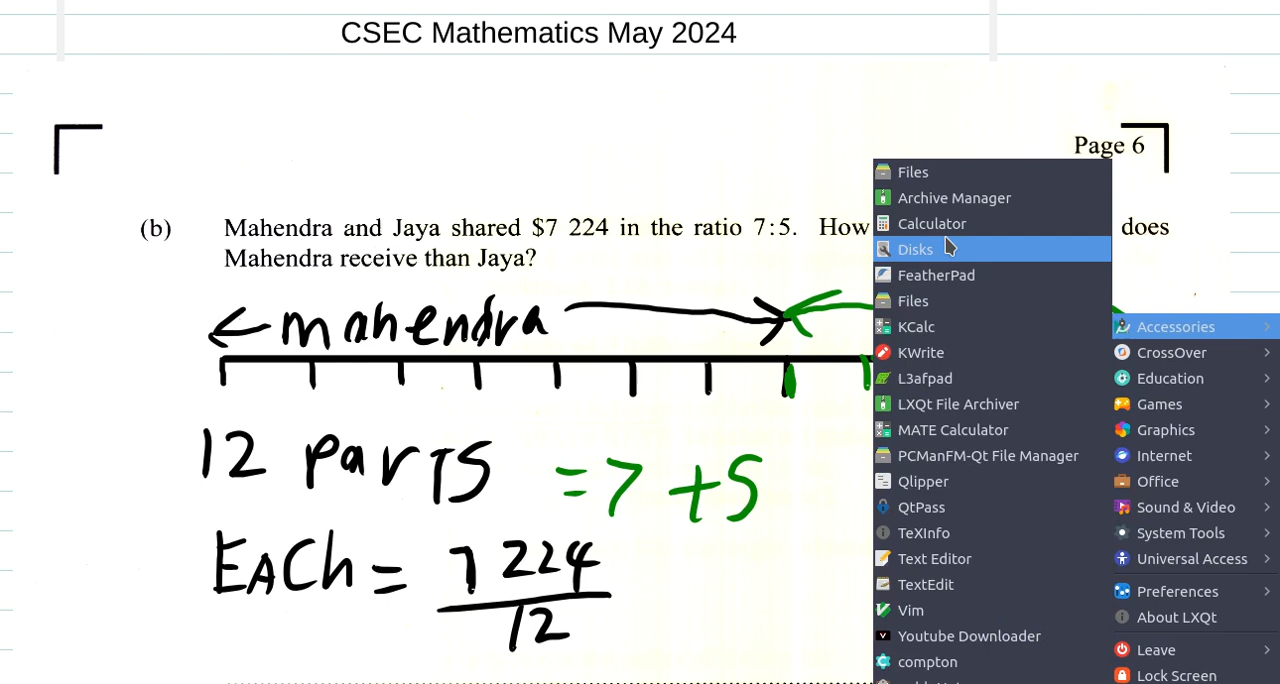 CSEC Mathematics May 2024
Page 6
(b) Mahendra and Jaya shared $7 224 in the ratio 7:5. How does
Mahendra receive than Jaya?
mahendra
12 parTS = 7 + 5
EACh = 7 224
12
Files
Archive Manager
Calculator
Disks
FeatherPad
Files
KCalc
KWrite
L3afpad
LXQt File Archiver
MATE Calculator
PCManFM-Qt File Manager
Qlipper
QtPass
TeXInfo
Text Editor
TextEdit
Vim
Youtube Downloader
compton
Accessories
CrossOver
Education
Games
Graphics
Internet
Office
Sound & Video
System Tools
Universal Access
Preferences
About LXQt
Leave
Lock Screen